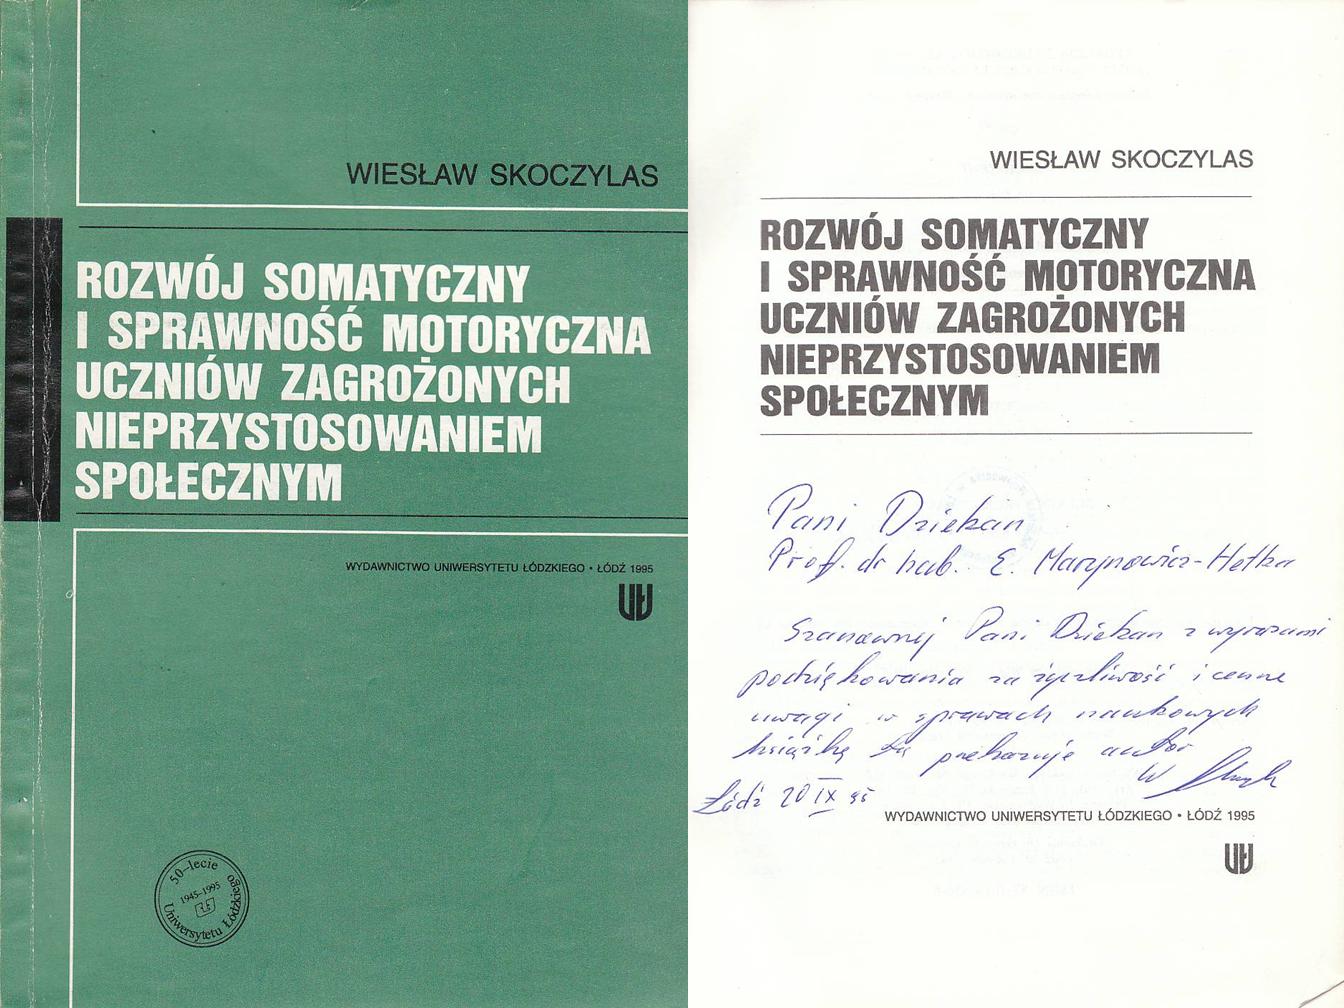 WIESŁAW SKOCZYLAS
ROZWÓJ SOMATYCZNY
I SPRAWNOŚĆ MOTORYCZNA
UCZNIÓW ZAGROŻONYCH
NIEPRZYSTOSOWANIEM
SPOŁECZNYM
WYDAWNICTWO UNIWERSYTETU ŁÓDZKIEGO • ŁÓDŹ 1995
UŁ
50-lecie
1945-1995
Uniwersytetu Łódzkiego
WIESŁAW SKOCZYLAS
ROZWÓJ SOMATYCZNY
I SPRAWNOŚĆ MOTORYCZNA
UCZNIÓW ZAGROŻONYCH
NIEPRZYSTOSOWANIEM
SPOŁECZNYM
Pani Dziekan
Prof. dr hab. E. Marynowicz-Hetka
Szanownej Pani Dziekan z wyrazami
podziękowania za życzliwość i cenne
uwagi w sprawach naukowych
książkę tę przekazuje autor
W
Łódź 20 IX 95
WYDAWNICTWO UNIWERSYTETU ŁÓDZKIEGO • ŁÓDŹ 1995
UŁ